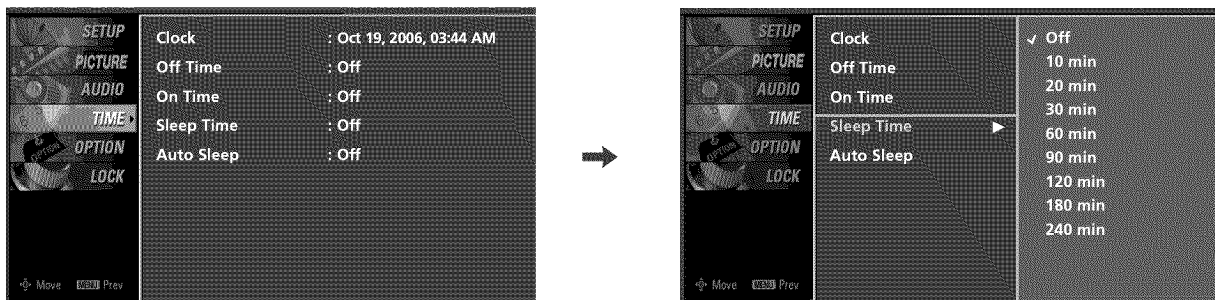 SETUP
PICTURE
AUDIO
TIME
OPTION
LOCK
Move MENU Prev
Clock : Oct 19, 2006, 03:44 AM
Off Time : Off
On Time : Off
Sleep Time : Off
Auto Sleep : Off
SETUP
PICTURE
AUDIO
TIME
OPTION
LOCK
Move MENU Prev
Clock
Off Time
On Time
Sleep Time
Auto Sleep
Off
10 min
20 min
30 min
60 min
90 min
120 min
180 min
240 min